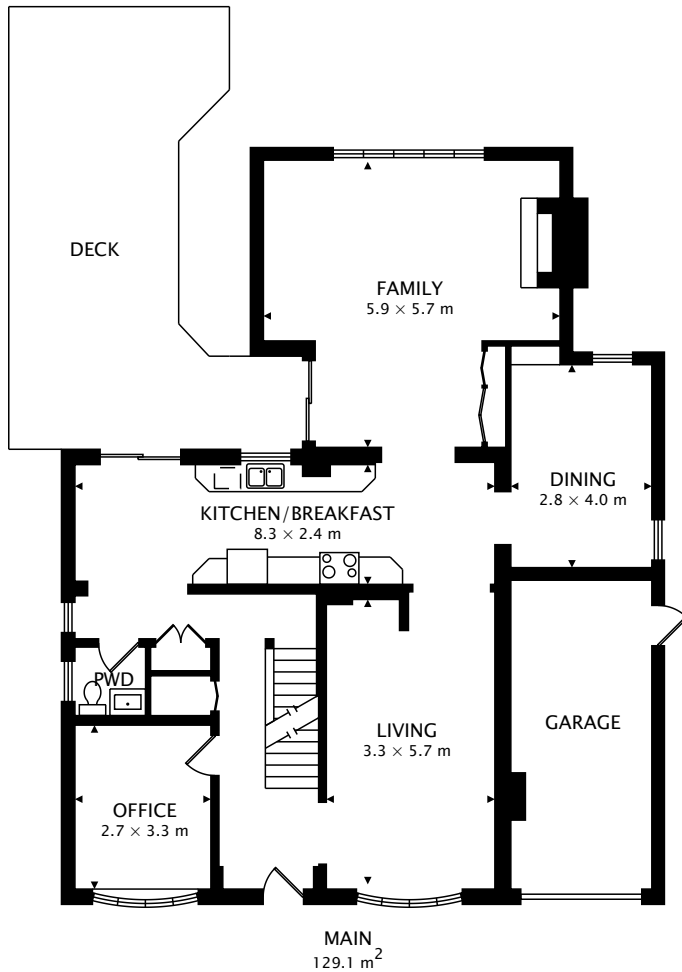 DECK
FAMILY
5.9 × 5.7 m
DINING
2.8 × 4.0 m
KITCHEN/BREAKFAST
8.3 × 2.4 m
PWD
LIVING
3.3 × 5.7 m
GARAGE
OFFICE
2.7 × 3.3 m
MAIN
129.1 m²